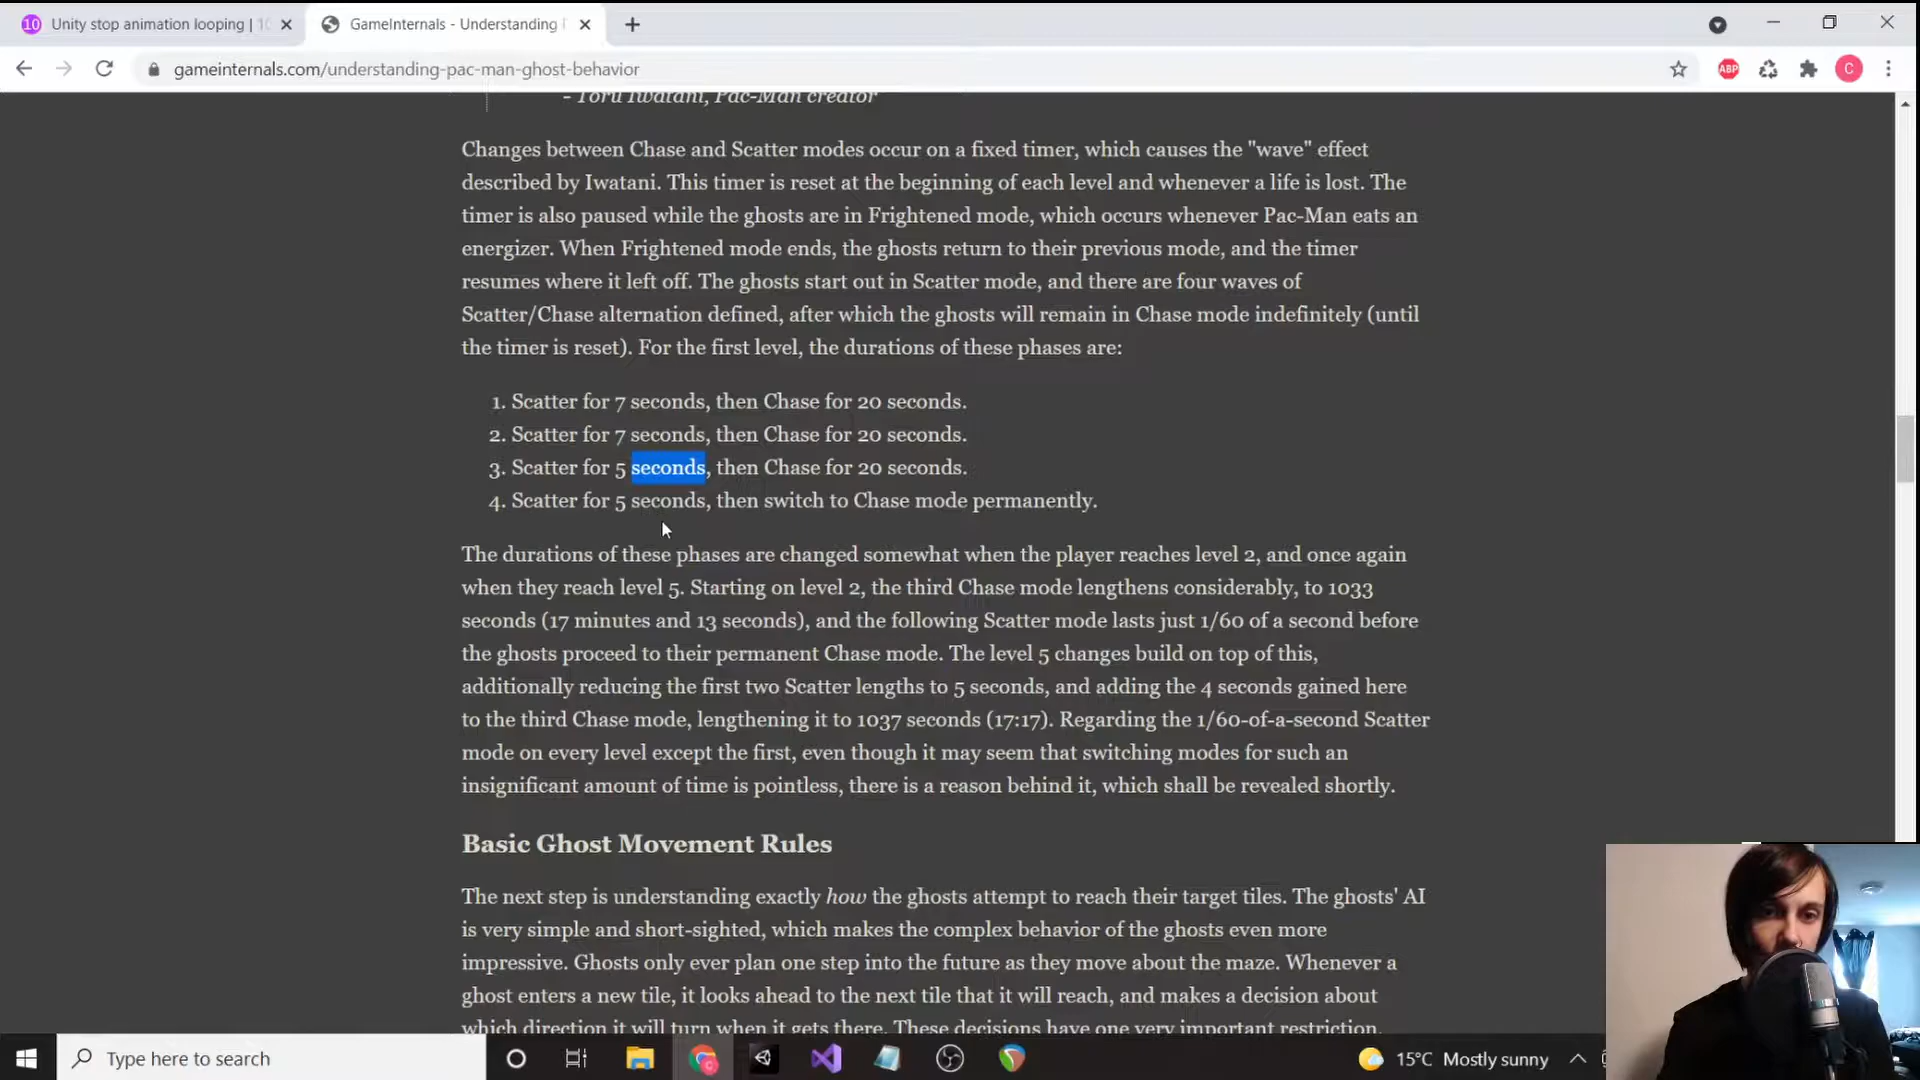 10 Unity stop animation looping | 10
GameInternals - Understanding P
gameinternals.com/understanding-pac-man-ghost-behavior
ABP
C
- Toru Iwatani, Pac-Man creator
Changes between Chase and Scatter modes occur on a fixed timer, which causes the "wave" effect
described by Iwatani. This timer is reset at the beginning of each level and whenever a life is lost. The
timer is also paused while the ghosts are in Frightened mode, which occurs whenever Pac-Man eats an
energizer. When Frightened mode ends, the ghosts return to their previous mode, and the timer
resumes where it left off. The ghosts start out in Scatter mode, and there are four waves of
Scatter/Chase alternation defined, after which the ghosts will remain in Chase mode indefinitely (until
the timer is reset). For the first level, the durations of these phases are:
1. Scatter for 7 seconds, then Chase for 20 seconds.
2. Scatter for 7 seconds, then Chase for 20 seconds.
3. Scatter for 5 seconds, then Chase for 20 seconds.
4. Scatter for 5 seconds, then switch to Chase mode permanently.
The durations of these phases are changed somewhat when the player reaches level 2, and once again
when they reach level 5. Starting on level 2, the third Chase mode lengthens considerably, to 1033
seconds (17 minutes and 13 seconds), and the following Scatter mode lasts just 1/60 of a second before
the ghosts proceed to their permanent Chase mode. The level 5 changes build on top of this,
additionally reducing the first two Scatter lengths to 5 seconds, and adding the 4 seconds gained here
to the third Chase mode, lengthening it to 1037 seconds (17:17). Regarding the 1/60-of-a-second Scatter
mode on every level except the first, even though it may seem that switching modes for such an
insignificant amount of time is pointless, there is a reason behind it, which shall be revealed shortly.
Basic Ghost Movement Rules
The next step is understanding exactly how the ghosts attempt to reach their target tiles. The ghosts' AI
is very simple and short-sighted, which makes the complex behavior of the ghosts even more
impressive. Ghosts only ever plan one step into the future as they move about the maze. Whenever a
ghost enters a new tile, it looks ahead to the next tile that it will reach, and makes a decision about
which direction it will turn when it gets there. These decisions have one very important restriction,
Type here to search
15°C Mostly sunny